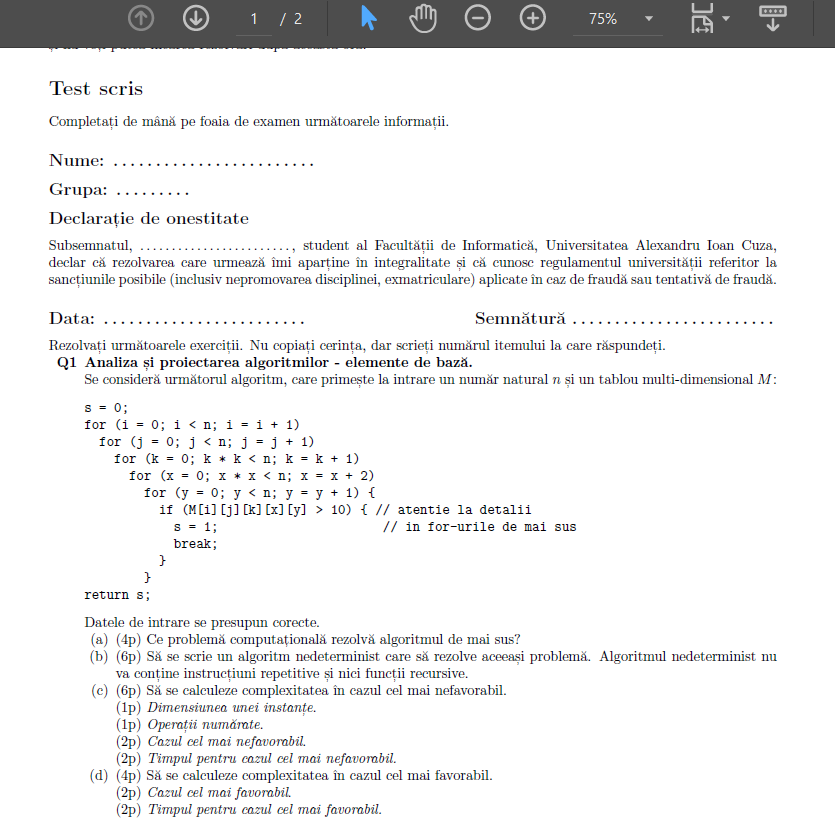 1 / 2
75%
Test scris
Completați de mână pe foaia de examen următoarele informații.
Nume: ........................
Grupa: .........
Declarație de onestitate
Subsemnatul, ........................, student al Facultății de Informatică, Universitatea Alexandru Ioan Cuza,
declar că rezolvarea care urmează îmi aparține în integralitate și că cunosc regulamentul universității referitor la
sancțiunile posibile (inclusiv nepromovarea disciplinei, exmatriculare) aplicate în caz de fraudă sau tentativă de fraudă.
Data: ........................ Semnătură ........................
Rezolvați următoarele exerciții. Nu copiați cerința, dar scrieți numărul itemului la care răspundeți.
Q1 Analiza și proiectarea algoritmilor - elemente de bază.
Se consideră următorul algoritm, care primește la intrare un număr natural n și un tablou multi-dimensional M:
s = 0;
for (i = 0; i < n; i = i + 1)
for (j = 0; j < n; j = j + 1)
for (k = 0; k * k < n; k = k + 1)
for (x = 0; x * x < n; x = x + 2)
for (y = 0; y < n; y = y + 1) {
if (M[i][j][k][x][y] > 10) { // atentie la detalii
s = 1; // in for-urile de mai sus
break;
}
}
return s;
Datele de intrare se presupun corecte.
(a) (4p) Ce problemă computațională rezolvă algoritmul de mai sus?
(b) (6p) Să se scrie un algoritm nedeterminist care să rezolve aceeași problemă. Algoritmul nedeterminist nu
va conține instrucțiuni repetitive și nici funcții recursive.
(c) (6p) Să se calculeze complexitatea în cazul cel mai nefavorabil.
(1p) Dimensiunea unei instanțe.
(1p) Operații numărate.
(2p) Cazul cel mai nefavorabil.
(2p) Timpul pentru cazul cel mai nefavorabil.
(d) (4p) Să se calculeze complexitatea în cazul cel mai favorabil.
(2p) Cazul cel mai favorabil.
(2p) Timpul pentru cazul cel mai favorabil.